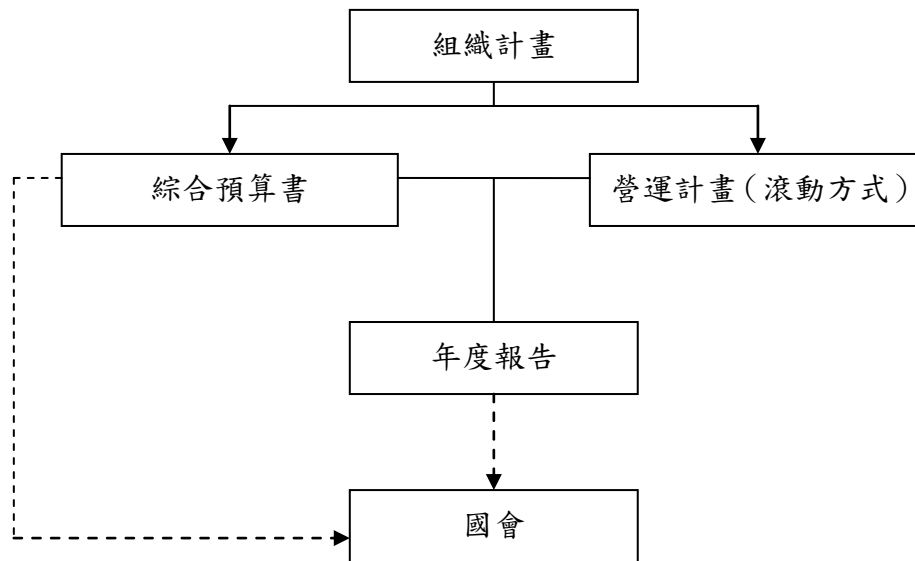 組織計畫
綜合預算書
營運計畫(滾動方式)
年度報告
國會